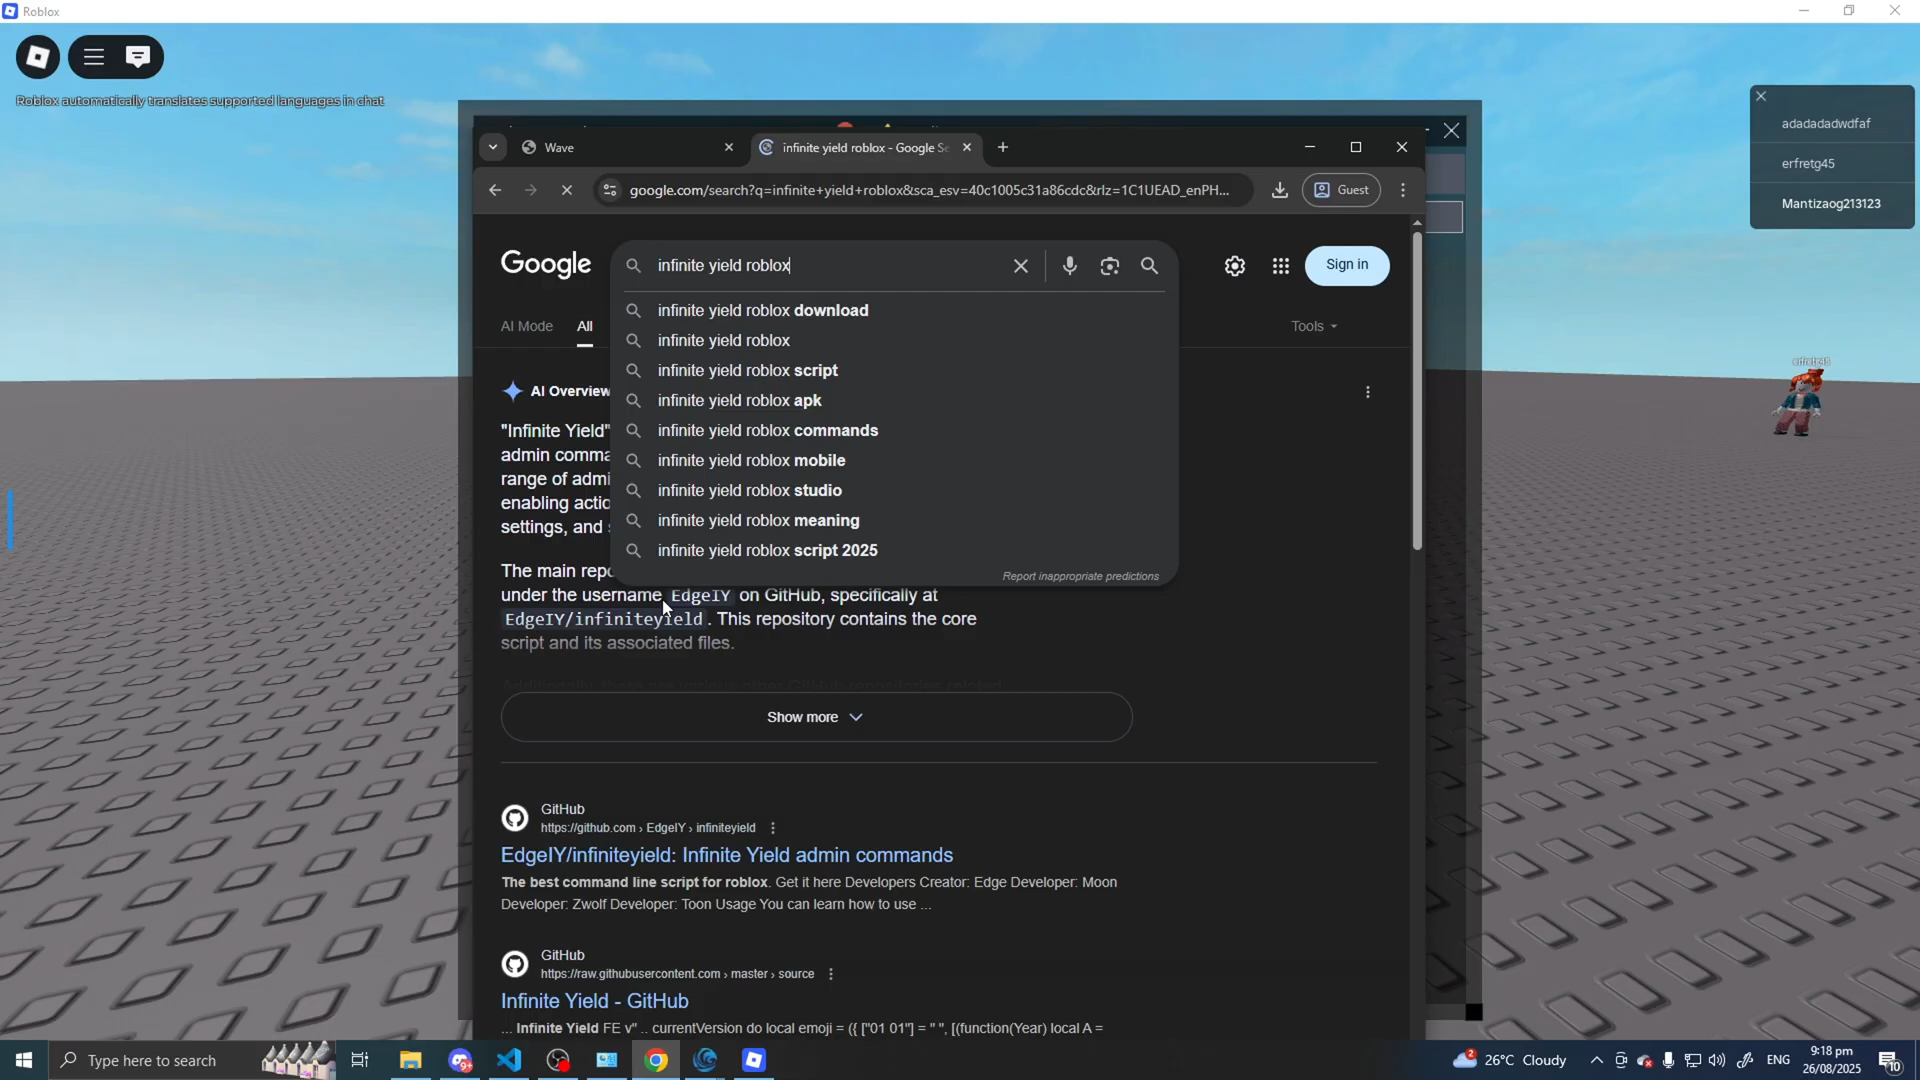 Roblox
Roblox automatically translates supported languages in chat
adadadadwdfaf
erfretg45
Mantizaog213123
Wave
infinite yield roblox - Google Se
google.com/search?q=infinite+yield+roblox&sca_esv=40c1005c31a86cdc&rlz=1C1UEAD_enPH...
Guest
Google
infinite yield roblox
Sign in
infinite yield roblox download
infinite yield roblox
infinite yield roblox script
infinite yield roblox apk
infinite yield roblox commands
infinite yield roblox mobile
infinite yield roblox studio
infinite yield roblox meaning
infinite yield roblox script 2025
Report inappropriate predictions
AI Mode
All
Tools
AI Overview
"Infinite Yield"
admin comma
range of admi
enabling actio
settings, and
The main repo
under the username EdgeIY on GitHub, specifically at
EdgeIY/infiniteyield. This repository contains the core
script and its associated files.
Show more
GitHub
https://github.com › EdgeIY › infiniteyield
EdgeIY/infiniteyield: Infinite Yield admin commands
The best command line script for roblox. Get it here Developers Creator: Edge Developer: Moon
Developer: Zwolf Developer: Toon Usage You can learn how to use ...
GitHub
https://raw.githubusercontent.com › master › source
Infinite Yield - GitHub
... Infinite Yield FE v" .. currentVersion do local emoji = ({ ["01 01"] = " ", [(function(Year) local A =
erfretg45
Type here to search
9+
2
26°C Cloudy
ENG
9:18 pm
26/08/2025
10